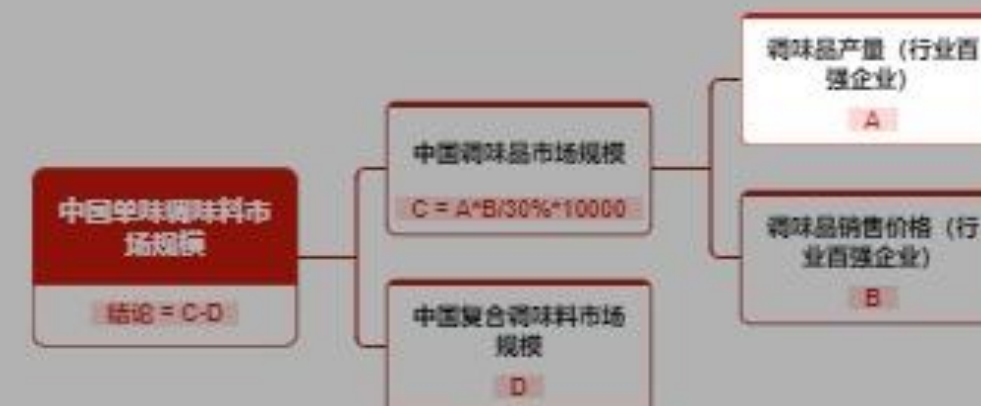 中国单味调味料市
场规模
结论 = C-D
中国调味品市场规模
C = A*B/30%*10000
中国复合调味料市场
规模
D
调味品产量（行业百
强企业）
A
调味品销售价格（行
业百强企业）
B